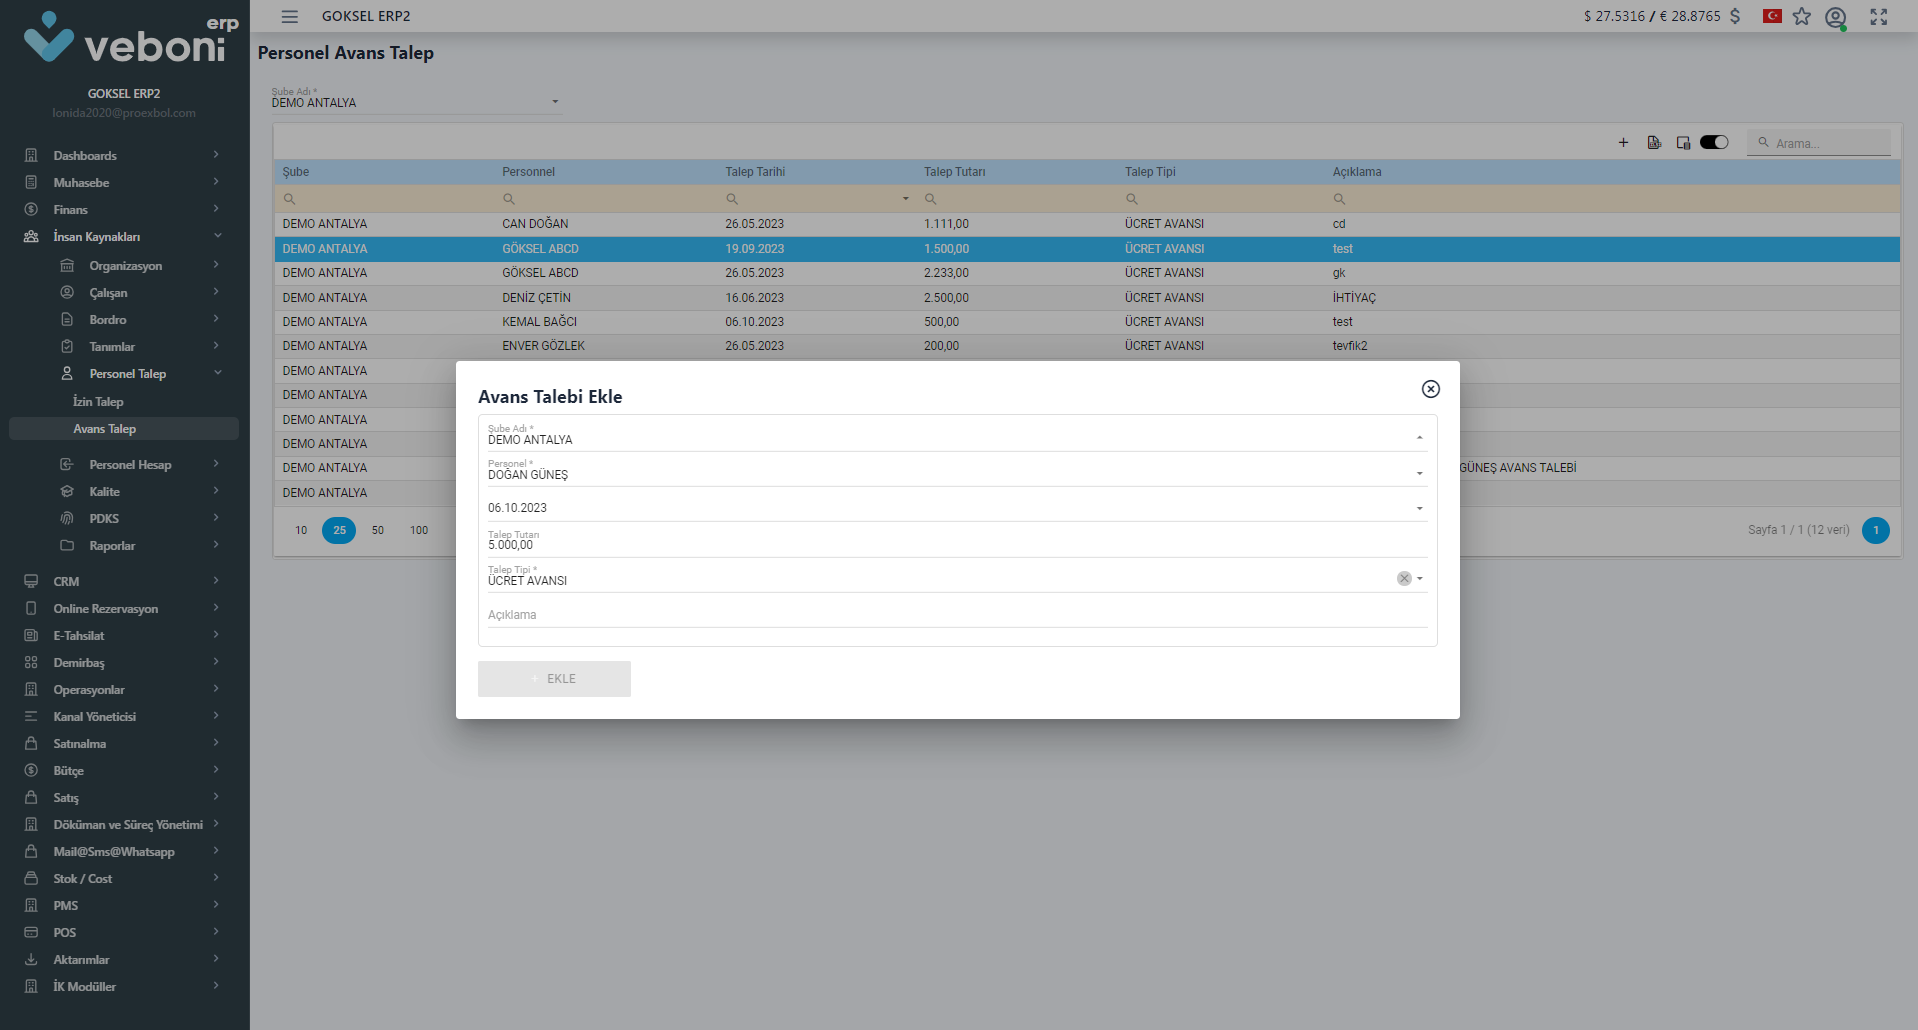 erp
veboni
GOKSEL ERP2
lonida2020@proexbol.com
Dashboards
Muhasebe
Finans
İnsan Kaynakları
Organizasyon
Çalışan
Bordro
Tanımlar
Personel Talep
İzin Talep
Avans Talep
Personel Hesap
Kalite
PDKS
Raporlar
CRM
Online Rezervasyon
E-Tahsilat
Demirbaş
Operasyonlar
Kanal Yöneticisi
Satınalma
Bütçe
Satış
Döküman ve Süreç Yönetimi
Mail@Sms@Whatsapp
Stok / Cost
PMS
POS
Aktarımlar
İK Modüller
GOKSEL ERP2
$ 27.5316 / € 28.8765
Personel Avans Talep
Şube Adı *
DEMO ANTALYA
Arama...
Şube Personnel Talep Tarihi Talep Tutarı Talep Tipi Açıklama
DEMO ANTALYA CAN DOĞAN 26.05.2023 1.111,00 ÜCRET AVANSI cd
DEMO ANTALYA GÖKSEL ABCD 19.09.2023 1.500,00 ÜCRET AVANSI test
DEMO ANTALYA GÖKSEL ABCD 26.05.2023 2.233,00 ÜCRET AVANSI gk
DEMO ANTALYA DENİZ ÇETİN 16.06.2023 2.500,00 ÜCRET AVANSI İHTİYAÇ
DEMO ANTALYA KEMAL BAĞCI 06.10.2023 500,00 ÜCRET AVANSI test
DEMO ANTALYA ENVER GÖZLEK 26.05.2023 200,00 ÜCRET AVANSI tevfik2
DEMO ANTALYA
DEMO ANTALYA
DEMO ANTALYA
DEMO ANTALYA
DEMO ANTALYA GÜNEŞ AVANS TALEBİ
DEMO ANTALYA
10 25 50 100
Sayfa 1 / 1 (12 veri) 1
Avans Talebi Ekle
Şube Adı *
DEMO ANTALYA
Personel *
DOĞAN GÜNEŞ
06.10.2023
Talep Tutarı
5.000,00
Talep Tipi *
ÜCRET AVANSI
Açıklama
+ EKLE